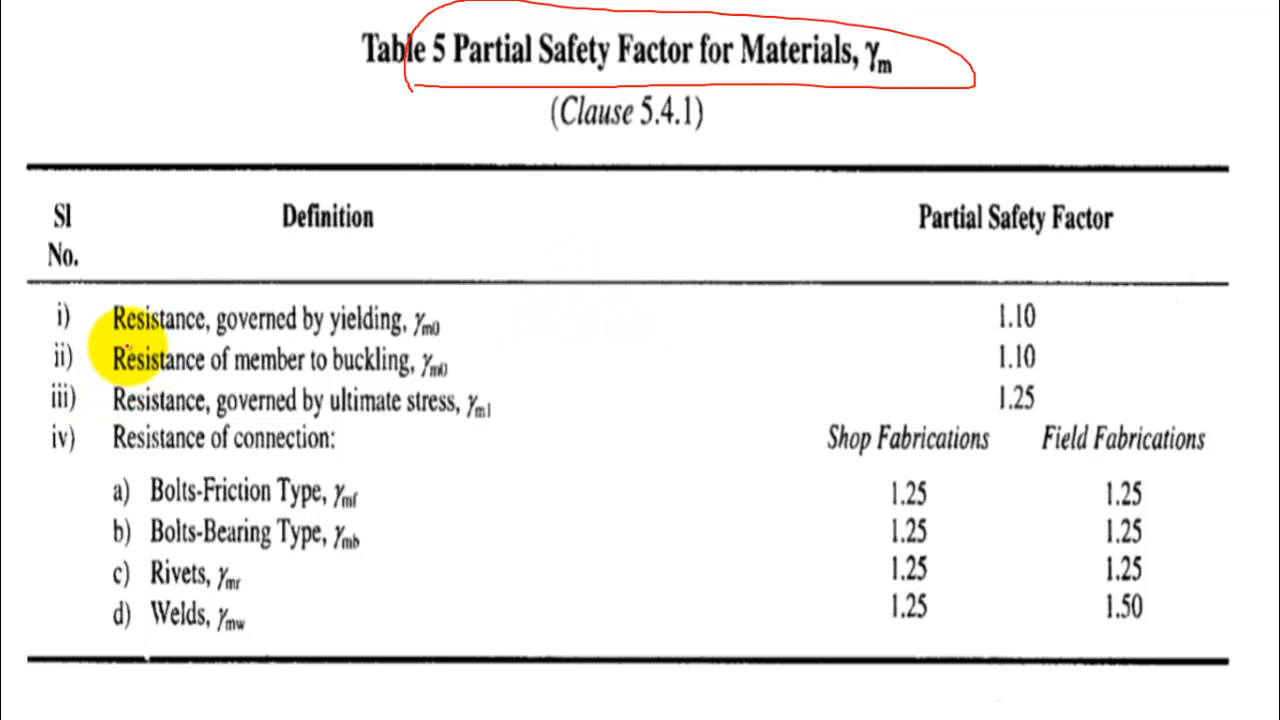 Table 5 Partial Safety Factor for Materials, γm
(Clause 5.4.1)
Sl No. Definition Partial Safety Factor
i) Resistance, governed by yielding, γm0 1.10
ii) Resistance of member to buckling, γm0 1.10
iii) Resistance, governed by ultimate stress, γm1 1.25
iv) Resistance of connection: Shop Fabrications Field Fabrications
a) Bolts-Friction Type, γmf 1.25 1.25
b) Bolts-Bearing Type, γmb 1.25 1.25
c) Rivets, γmr 1.25 1.25
d) Welds, γmw 1.25 1.50